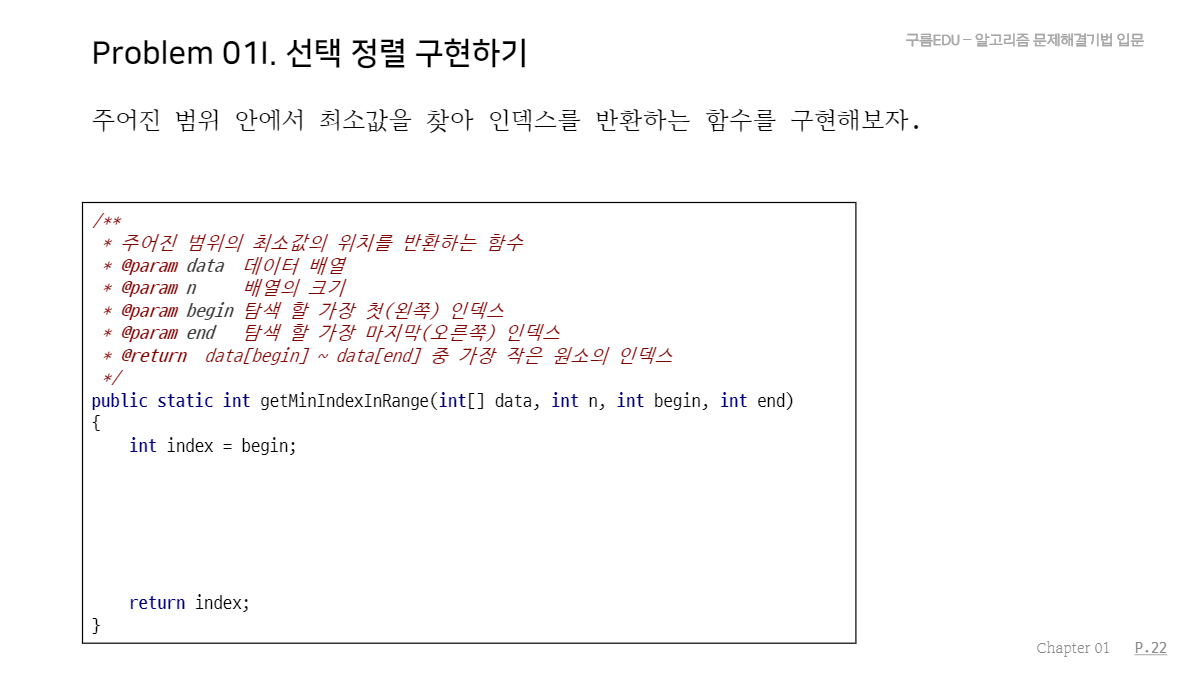 Problem 01I. 선택 정렬 구현하기
구름EDU – 알고리즘 문제해결기법 입문
주어진 범위 안에서 최소값을 찾아 인덱스를 반환하는 함수를 구현해보자.
/**
 * 주어진 범위의 최소값의 위치를 반환하는 함수
 * @param data  데이터 배열
 * @param n     배열의 크기
 * @param begin 탐색 할 가장 첫(왼쪽) 인덱스
 * @param end   탐색 할 가장 마지막(오른쪽) 인덱스
 * @return  data[begin] ~ data[end] 중 가장 작은 원소의 인덱스
 */
public static int getMinIndexInRange(int[] data, int n, int begin, int end)
{
    int index = begin;
    return index;
}
Chapter 01 P.22